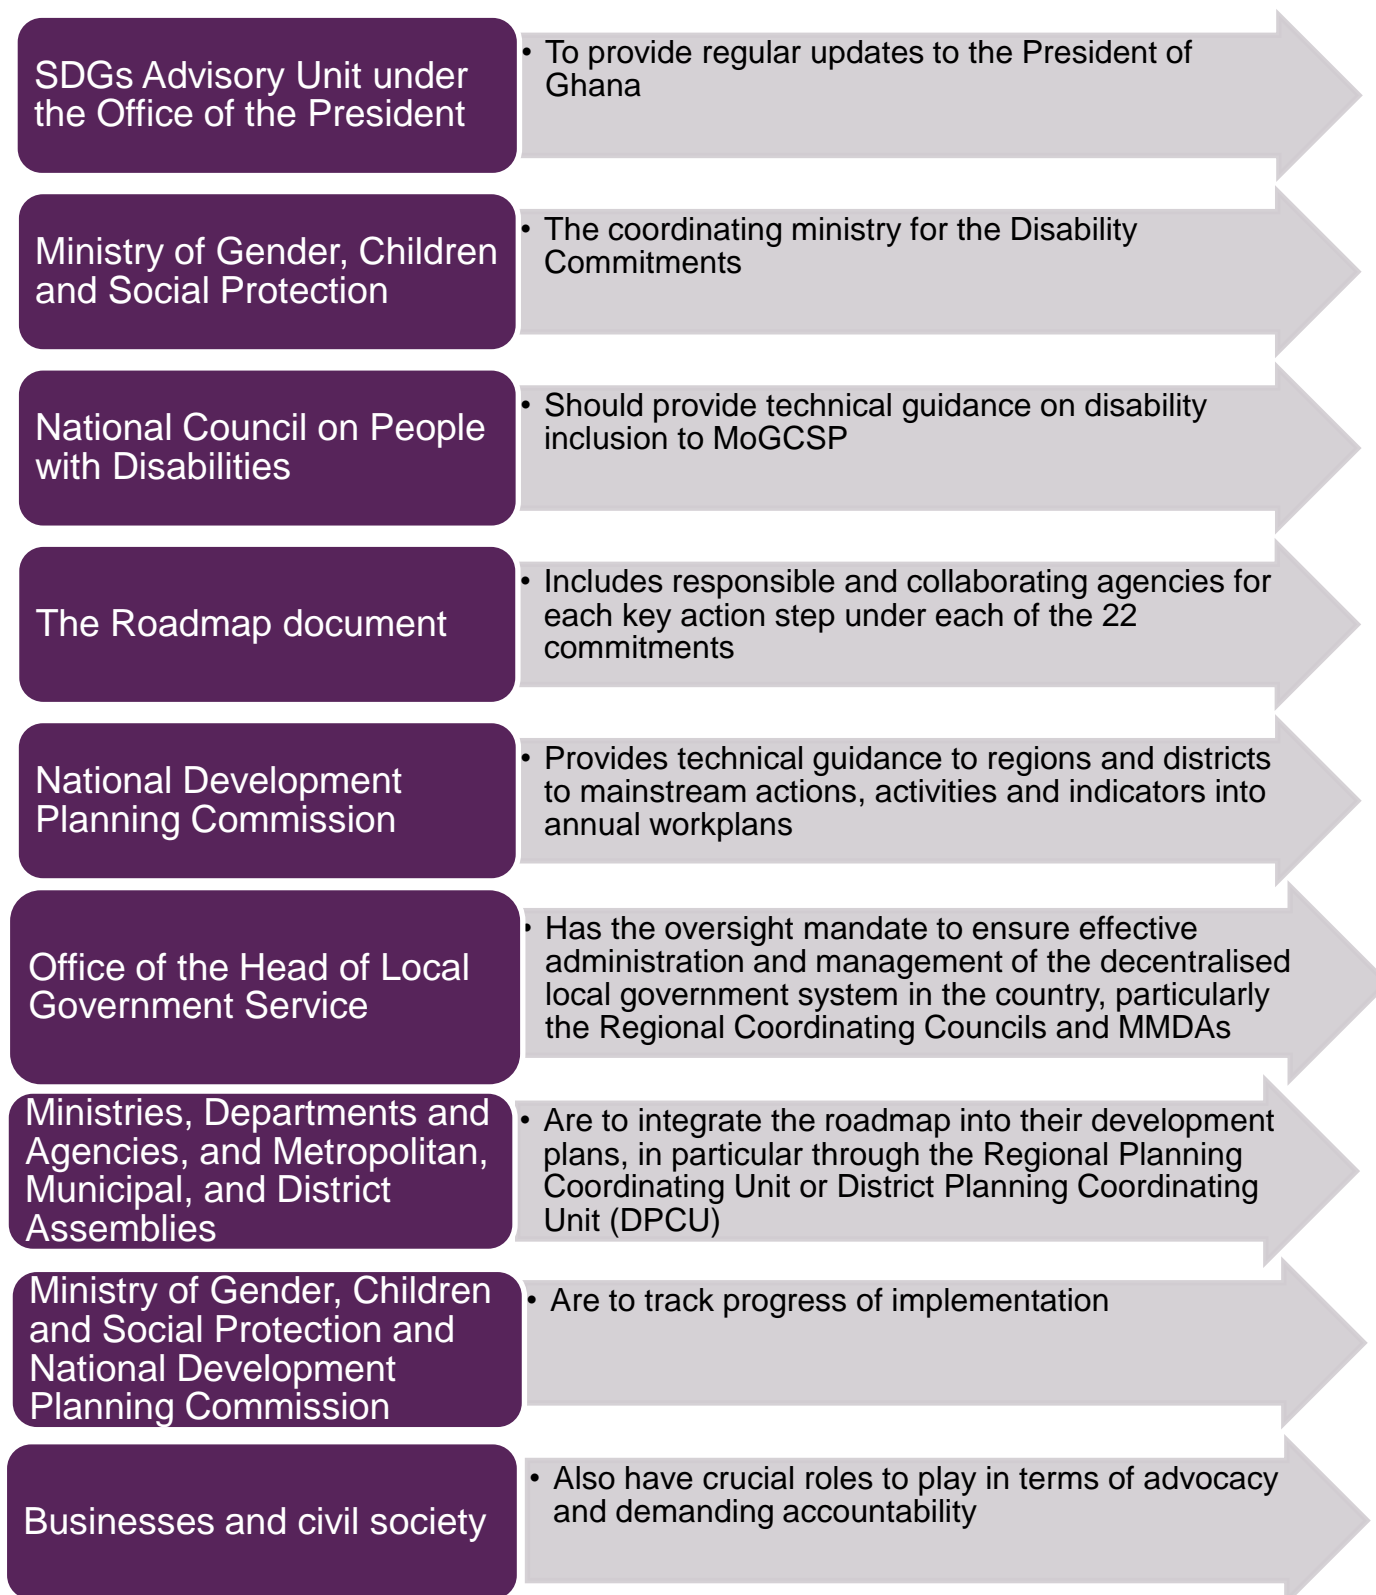 SDGs Advisory Unit under
the Office of the President
• To provide regular updates to the President of
Ghana
Ministry of Gender, Children
and Social Protection
• The coordinating ministry for the Disability
Commitments
National Council on People
with Disabilities
• Should provide technical guidance on disability
inclusion to MoGCSP
The Roadmap document
• Includes responsible and collaborating agencies for
each key action step under each of the 22
commitments
National Development
Planning Commission
• Provides technical guidance to regions and districts
to mainstream actions, activities and indicators into
annual workplans
Office of the Head of Local
Government Service
• Has the oversight mandate to ensure effective
administration and management of the decentralised
local government system in the country, particularly
the Regional Coordinating Councils and MMDAs
Ministries, Departments and
Agencies, and Metropolitan,
Municipal, and District
Assemblies
• Are to integrate the roadmap into their development
plans, in particular through the Regional Planning
Coordinating Unit or District Planning Coordinating
Unit (DPCU)
Ministry of Gender, Children
and Social Protection and
National Development
Planning Commission
• Are to track progress of implementation
Businesses and civil society
• Also have crucial roles to play in terms of advocacy
and demanding accountability